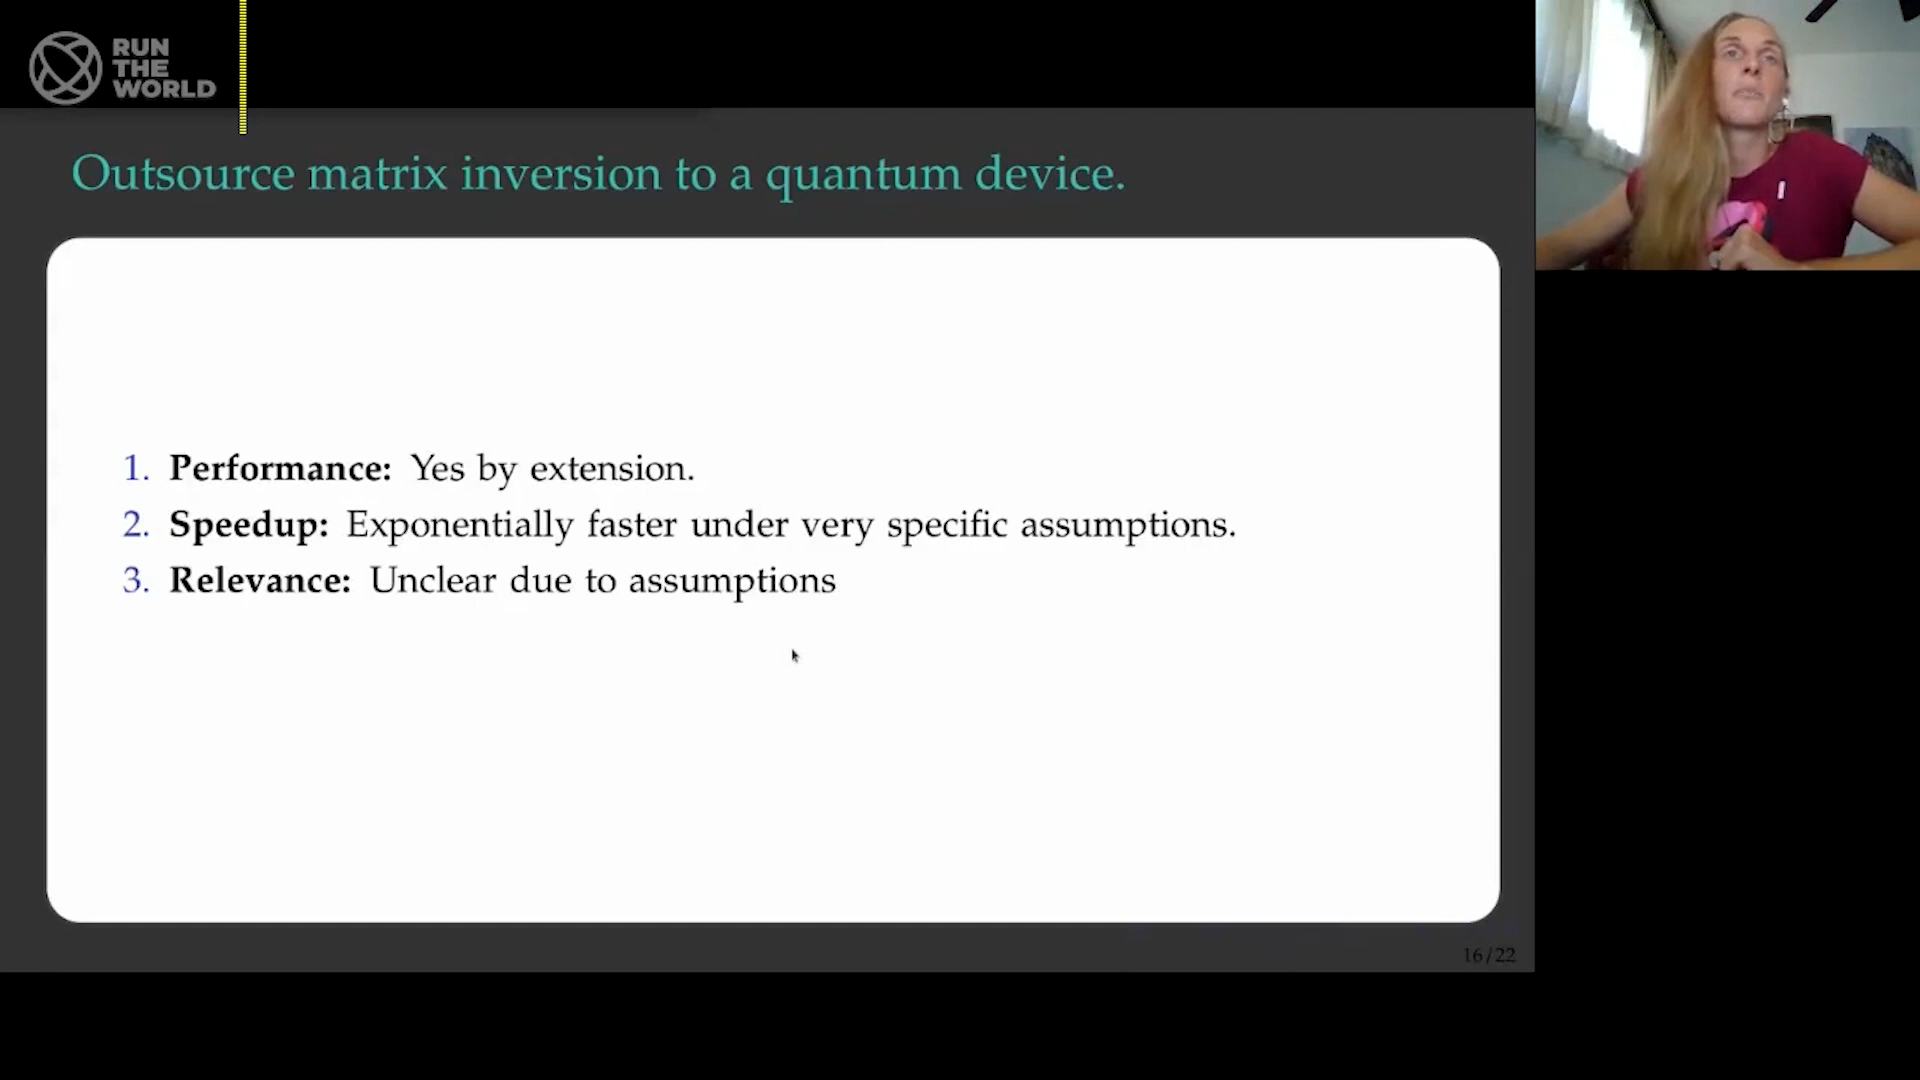 RUN
THE
WORLD
Outsource matrix inversion to a quantum device.
1. Performance: Yes by extension.
2. Speedup: Exponentially faster under very specific assumptions.
3. Relevance: Unclear due to assumptions
16/22